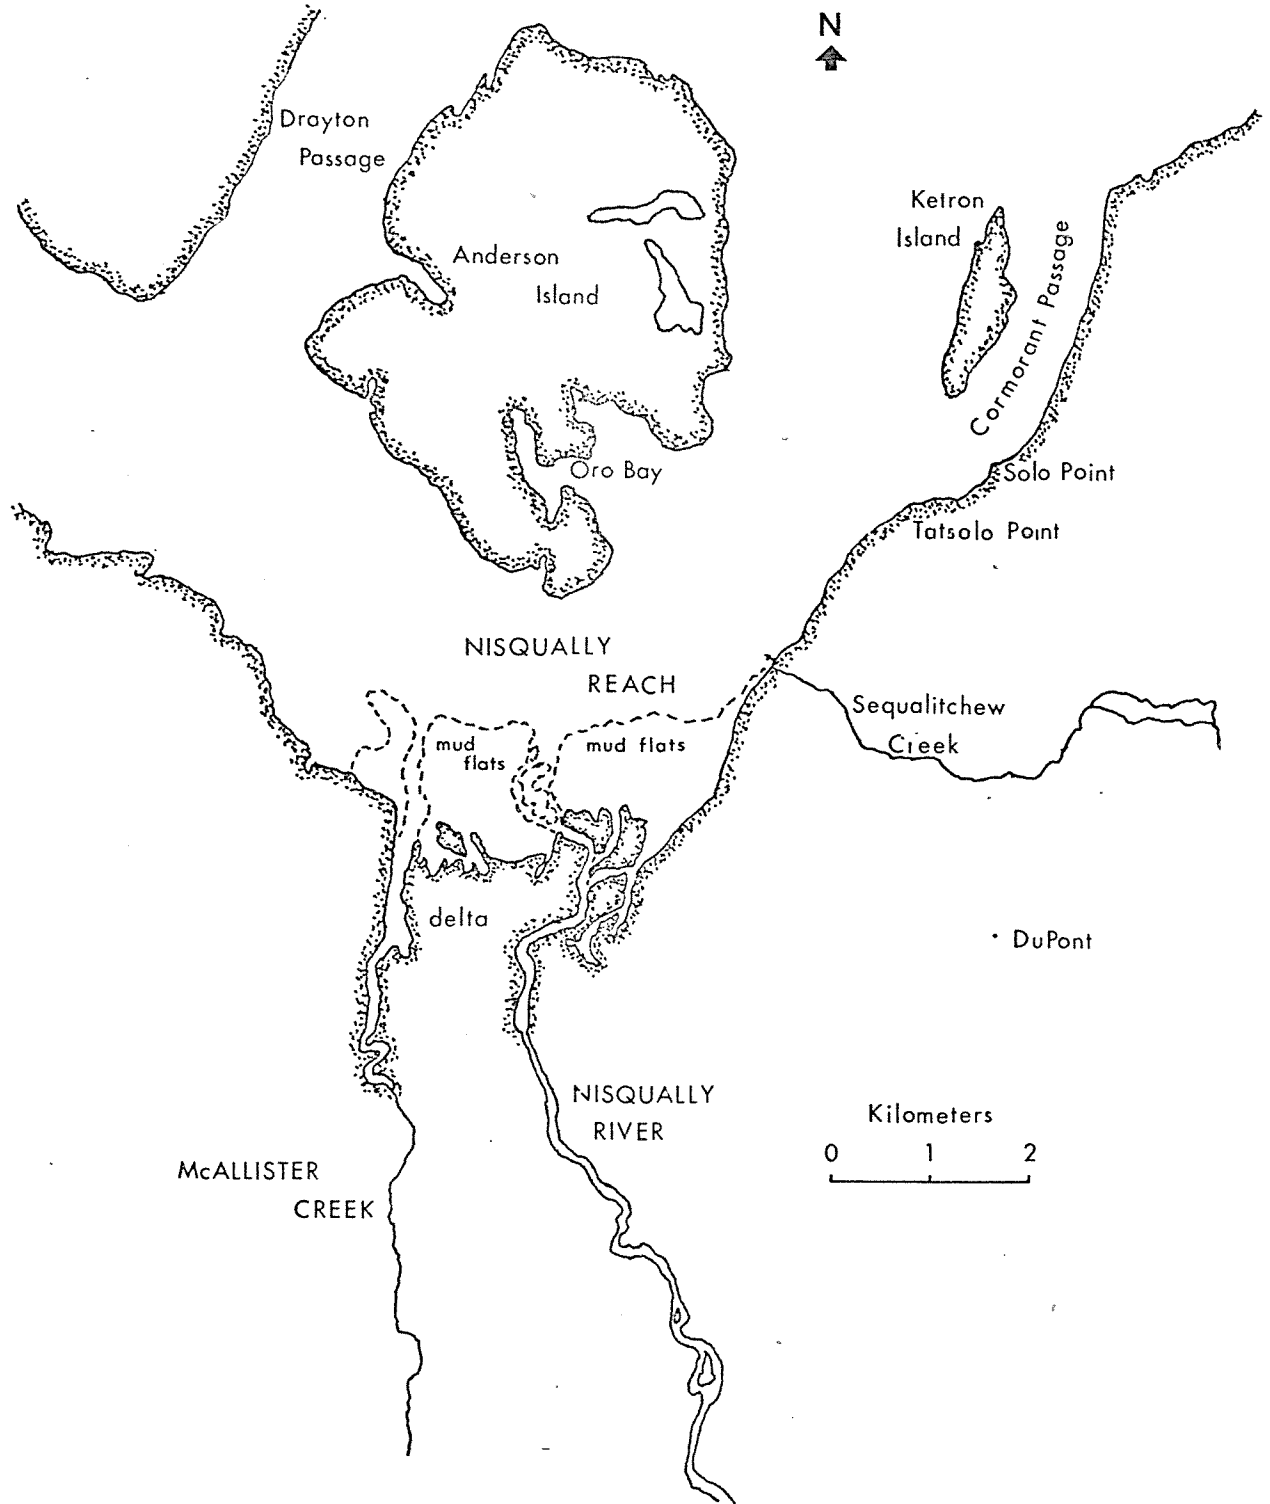 N
Drayton
Passage
Ketron
Island
Cormorant Passage
Anderson
Island
Oro Bay
Solo Point
Tatsolo Point
NISQUALLY
REACH
Sequalitchew
Creek
mud
flats
mud flats
delta
DuPont
NISQUALLY
RIVER
Kilometers
0 1 2
McALLISTER
CREEK